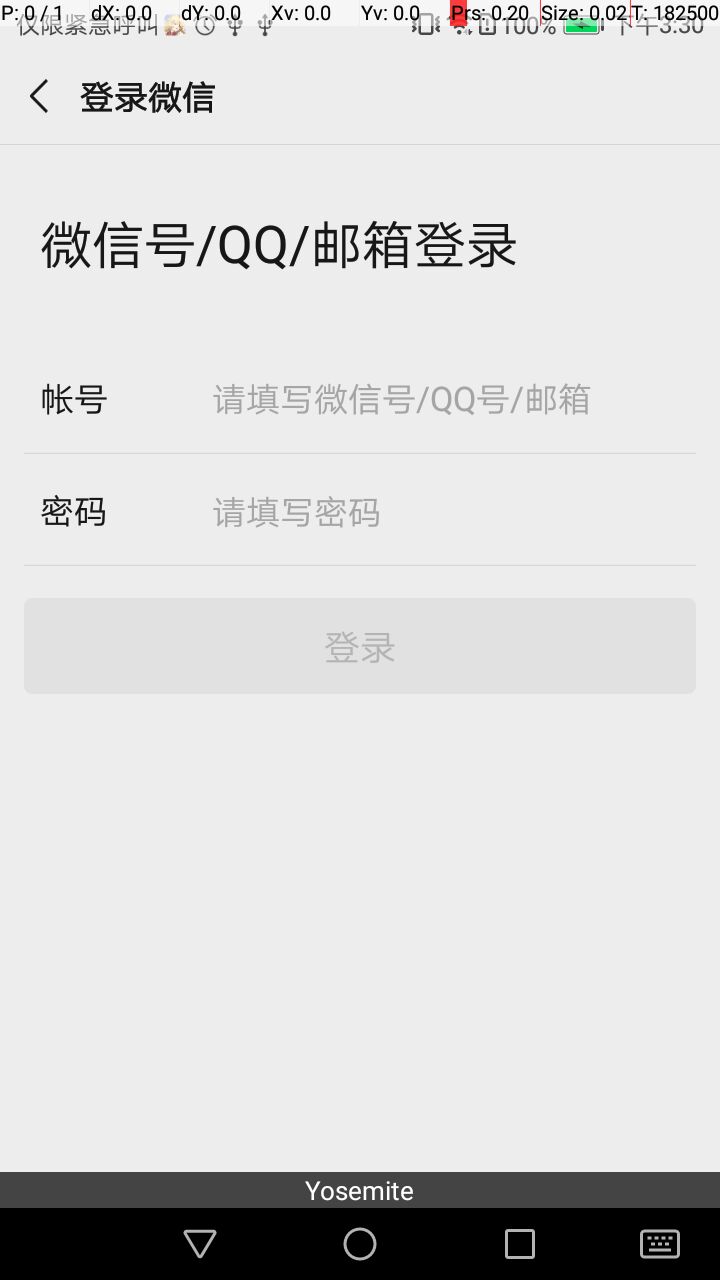 P: 0 / 1 dX: 0.0 dY: 0.0 Xv: 0.0 Yv: 0.0 Prs: 0.20 Size: 0.02 T: 182500
仅限紧急呼叫 100% 下午3:30
登录微信
微信号/QQ/邮箱登录
帐号 请填写微信号/QQ号/邮箱
密码 请填写密码
登录
Yosemite